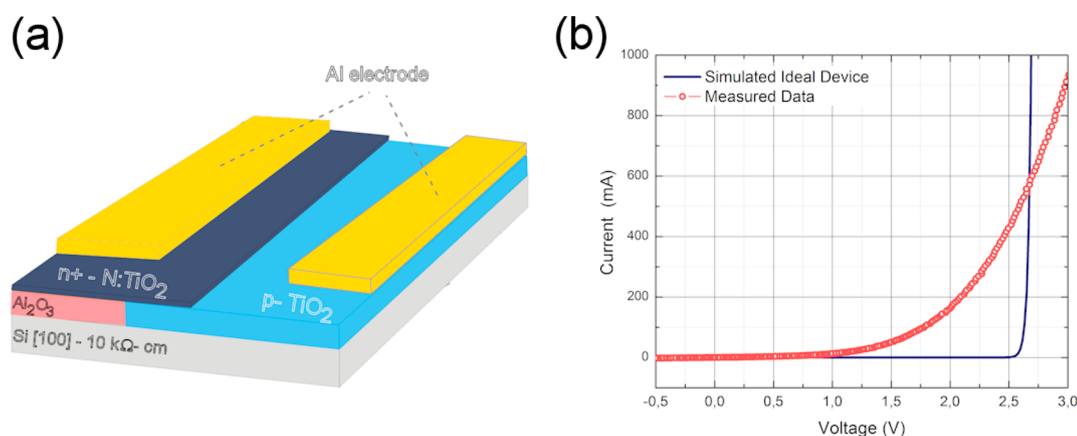 (a)
Al electrode
n+ - N:TiO₂
p- TiO₂
Al₂O₃
Si [100] - 10 kΩ- cm
(b)
1000
800
600
400
200
0
Current (mA)
Simulated Ideal Device
Measured Data
-0,5
0,0
0,5
1,0
1,5
2,0
2,5
3,0
Voltage (V)